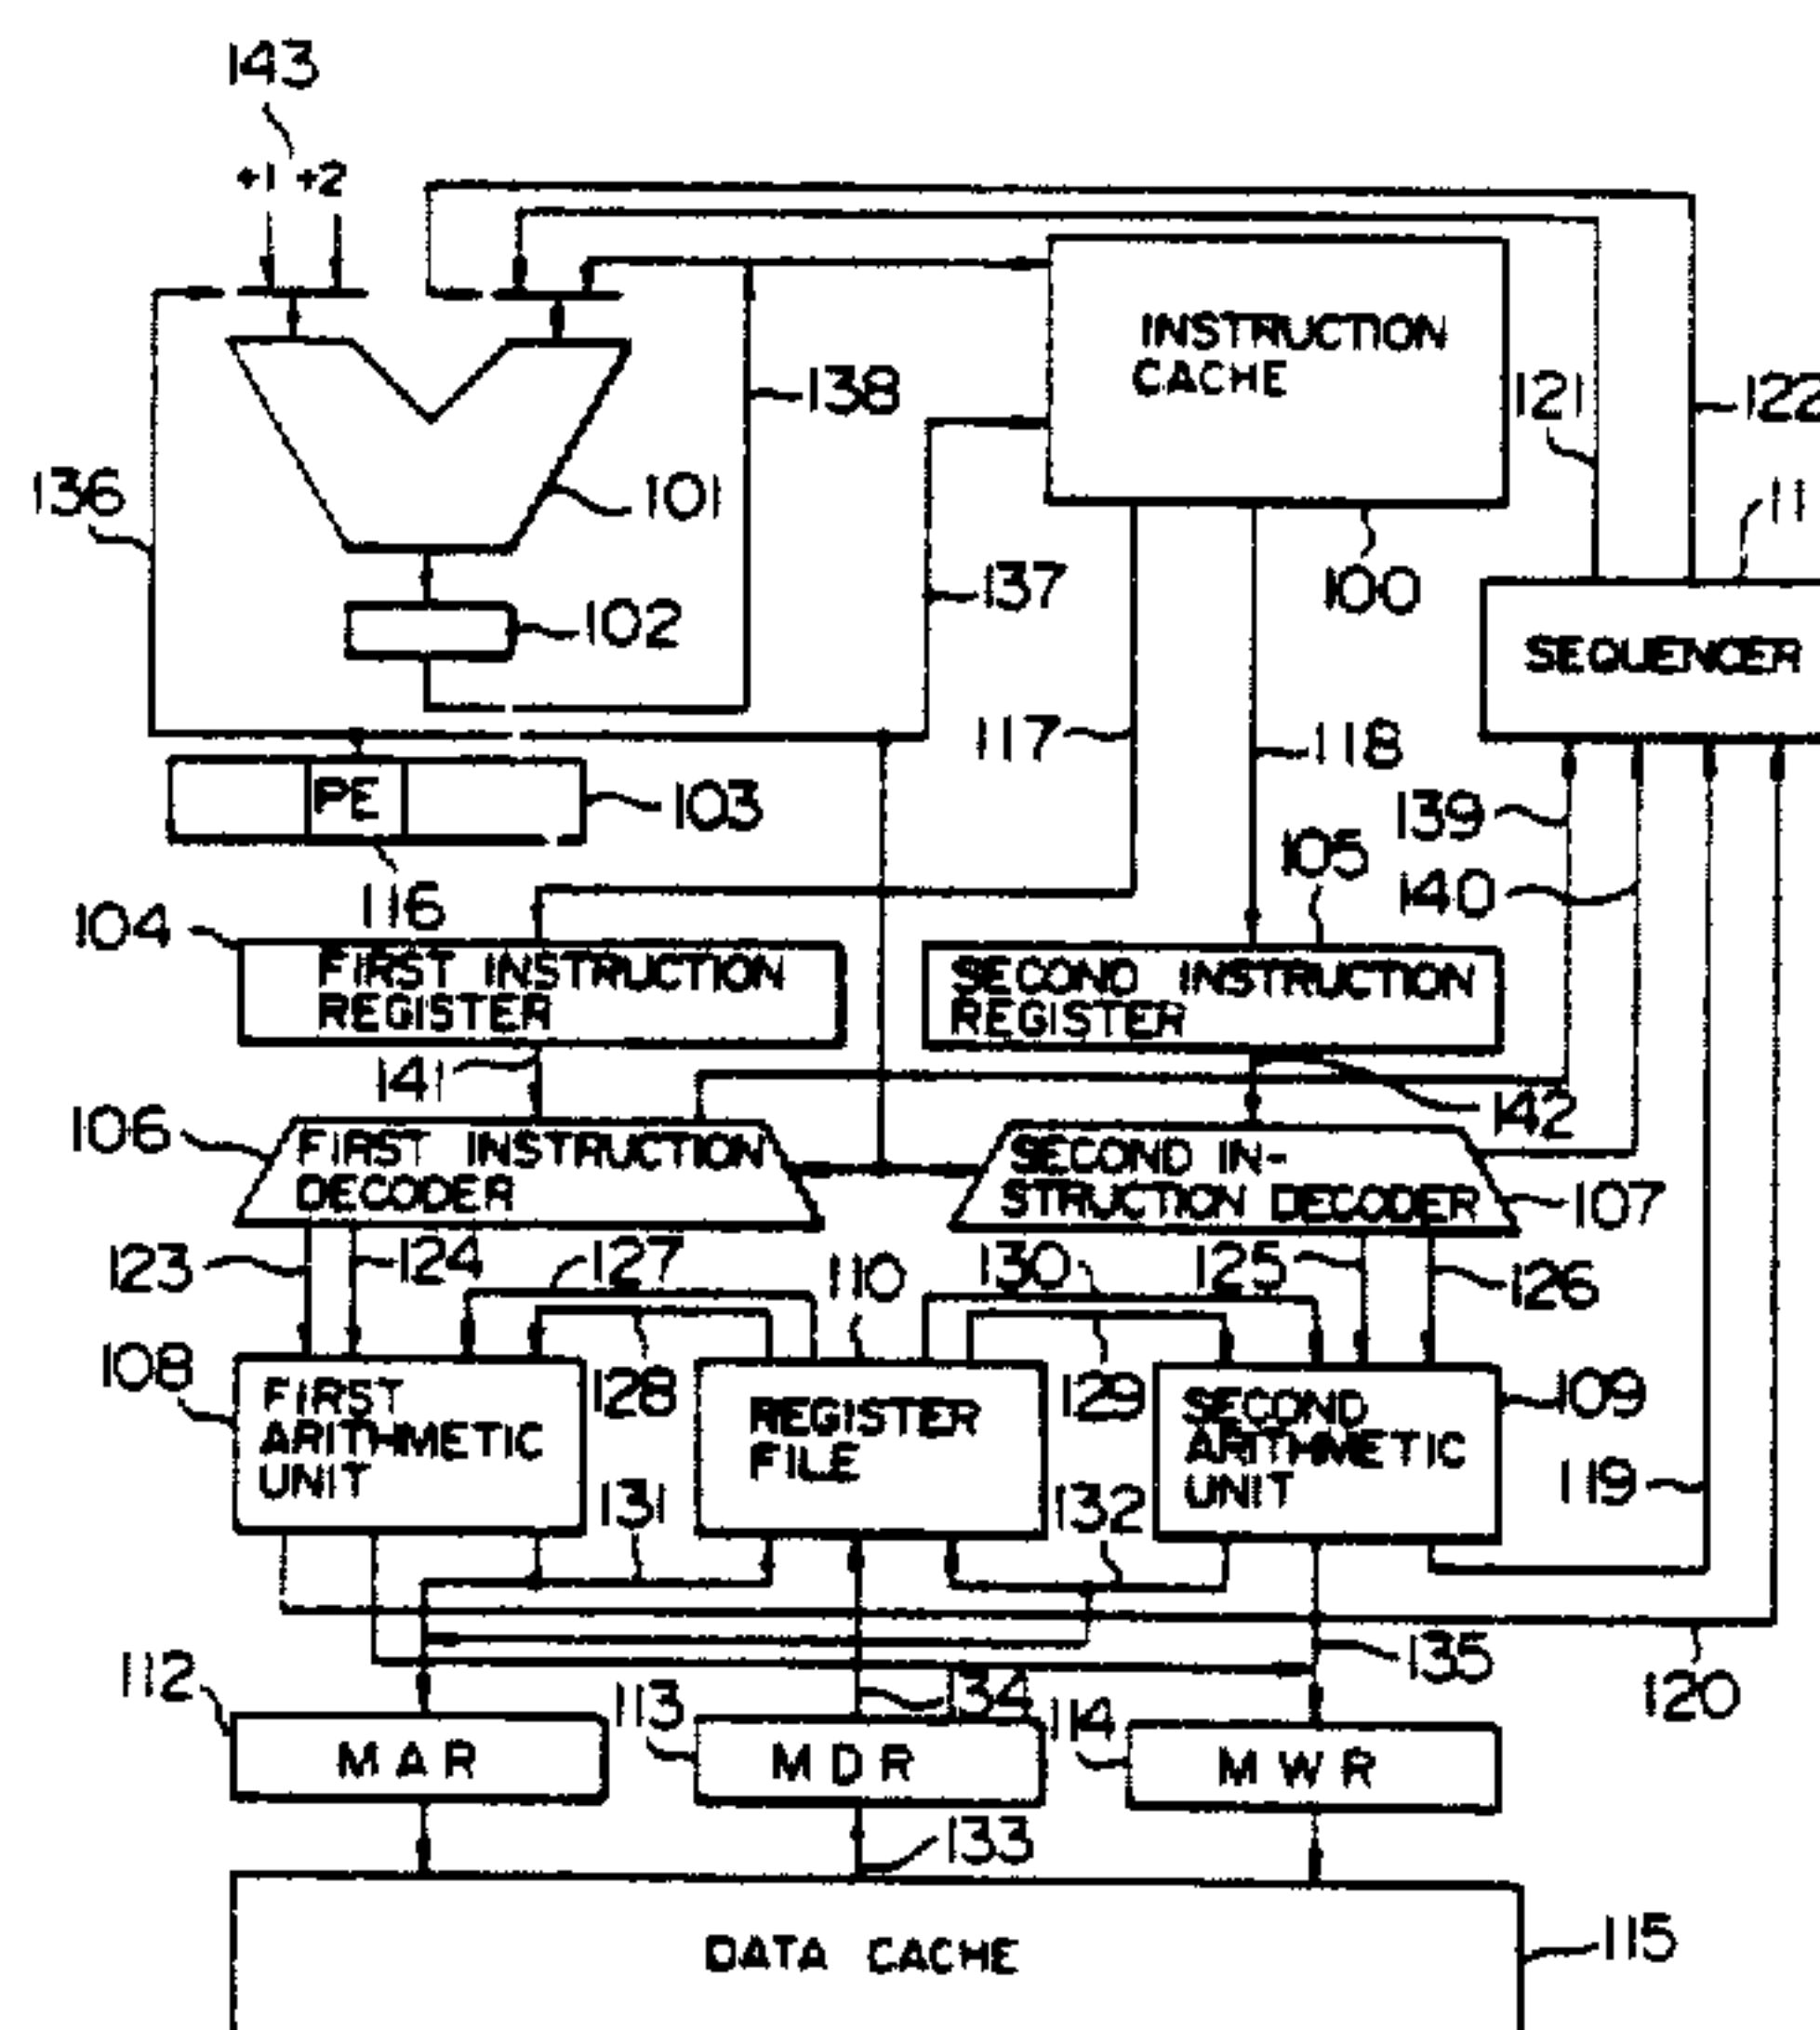 143
+1 +2
INSTRUCTION
CACHE
138
121
122
136
101
11
137
100
102
SEQUENCER
117
118
PE
103
139
105
116
140
104
FIRST INSTRUCTION
REGISTER
SECOND INSTRUCTION
REGISTER
141
142
106
FIRST INSTRUCTION
DECODER
SECOND IN-
STRUCTION DECODER
107
123
124
127
110
130
125
126
108
FIRST
ARITHMETIC
UNIT
128
REGISTER
FILE
129
SECOND
ARITHMETIC
UNIT
109
131
132
119
112
135
120
113
134
114
MAR
MDR
MWR
133
DATA CACHE
115